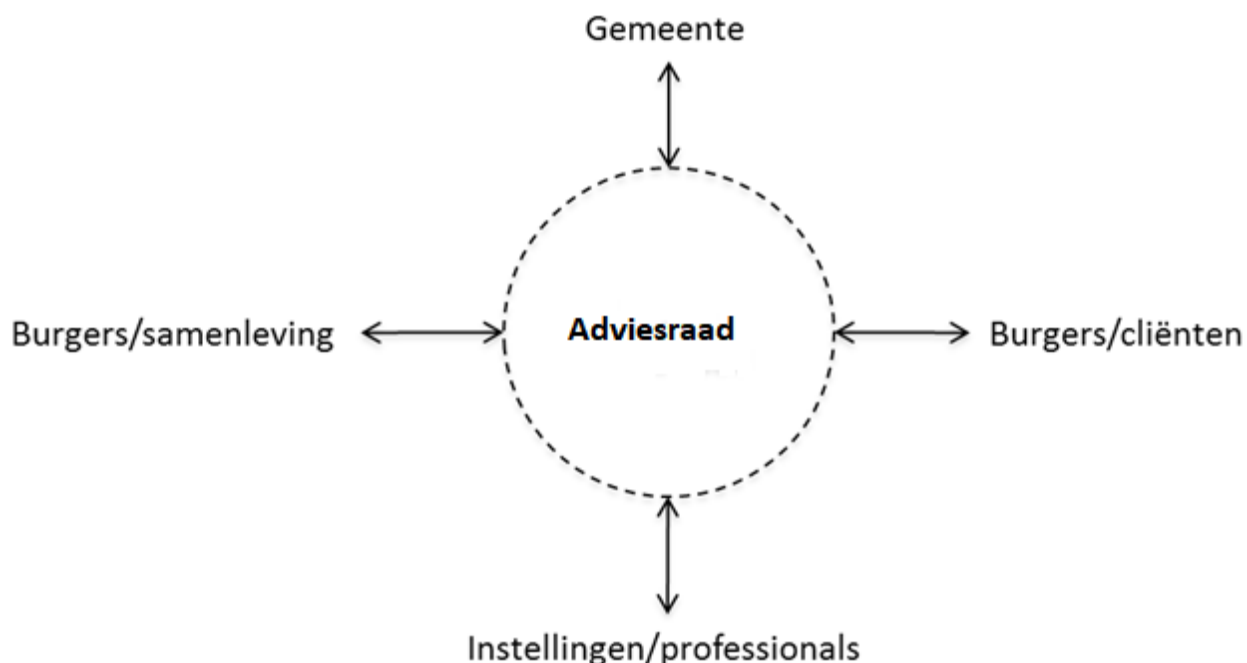 Gemeente
Burgers/samenleving
Adviesraad
Burgers/cliënten
Instellingen/professionals